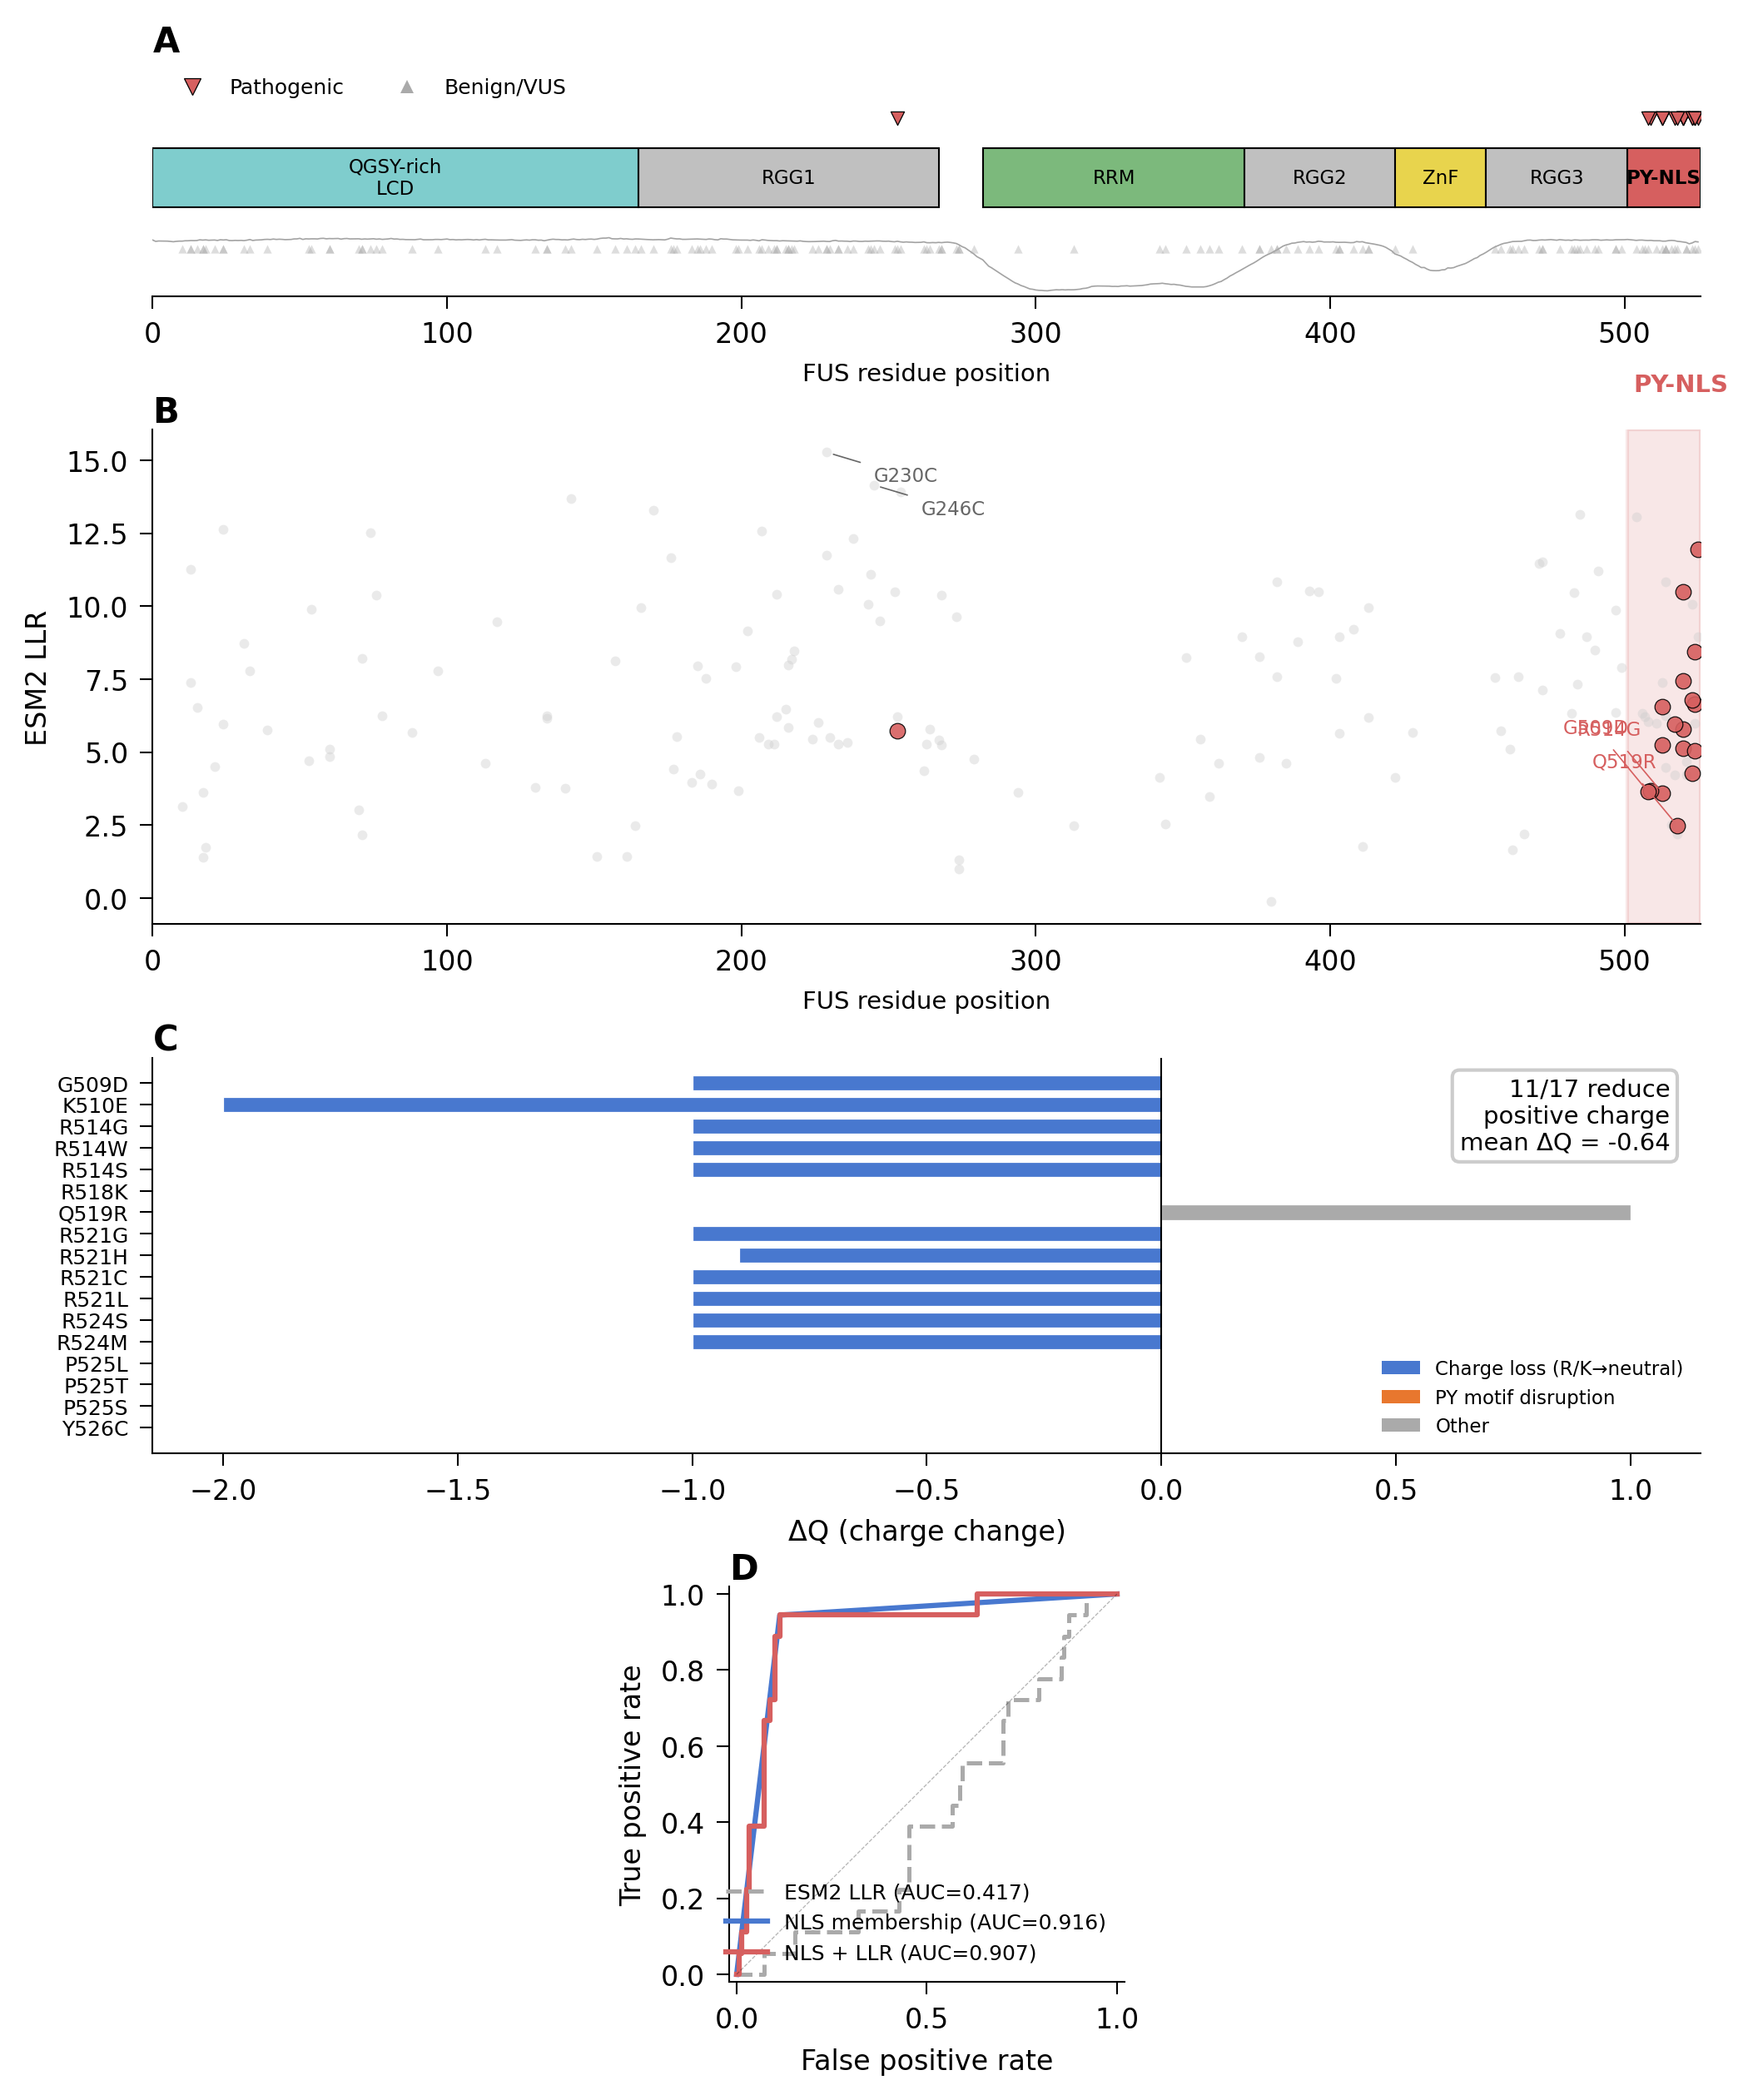 A
Pathogenic
Benign/VUS
QGSY-rich
LCD
RGG1
RRM
RGG2
ZnF
RGG3
PY-NLS
0
100
200
300
400
500
FUS residue position
PY-NLS
B
15.0
12.5
10.0
7.5
5.0
2.5
0.0
ESM2 LLR
G230C
G246C
G509D
R514G
Q519R
0
100
200
300
400
500
FUS residue position
C
G509D
K510E
R514G
R514W
R514S
R518K
Q519R
R521G
R521H
R521C
R521L
R524S
R524M
P525L
P525T
P525S
Y526C
11/17 reduce
positive charge
mean ΔQ = -0.64
Charge loss (R/K→neutral)
PY motif disruption
Other
−2.0
−1.5
−1.0
−0.5
0.0
0.5
1.0
ΔQ (charge change)
D
1.0
0.8
0.6
0.4
0.2
0.0
True positive rate
ESM2 LLR (AUC=0.417)
NLS membership (AUC=0.916)
NLS + LLR (AUC=0.907)
0.0
0.5
1.0
False positive rate